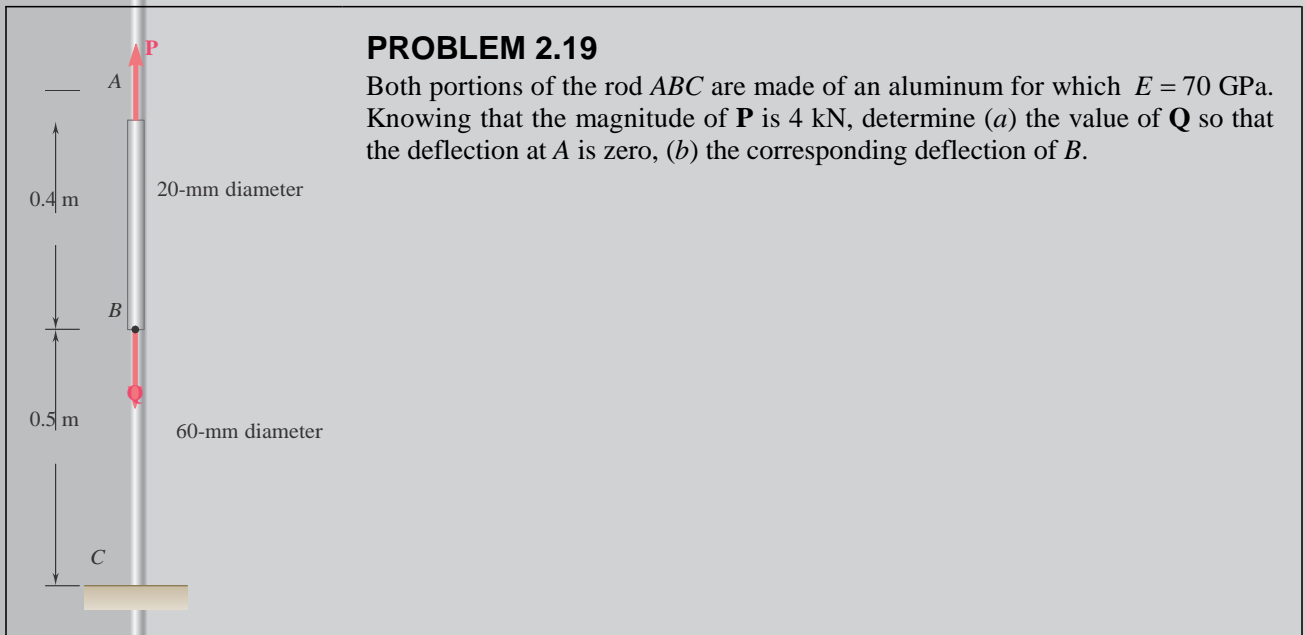 P
PROBLEM 2.19
A
Both portions of the rod ABC are made of an aluminum for which E = 70 GPa.
Knowing that the magnitude of P is 4 kN, determine (a) the value of Q so that
the deflection at A is zero, (b) the corresponding deflection of B.
0.4 m
20-mm diameter
B
Q
0.5 m
60-mm diameter
C